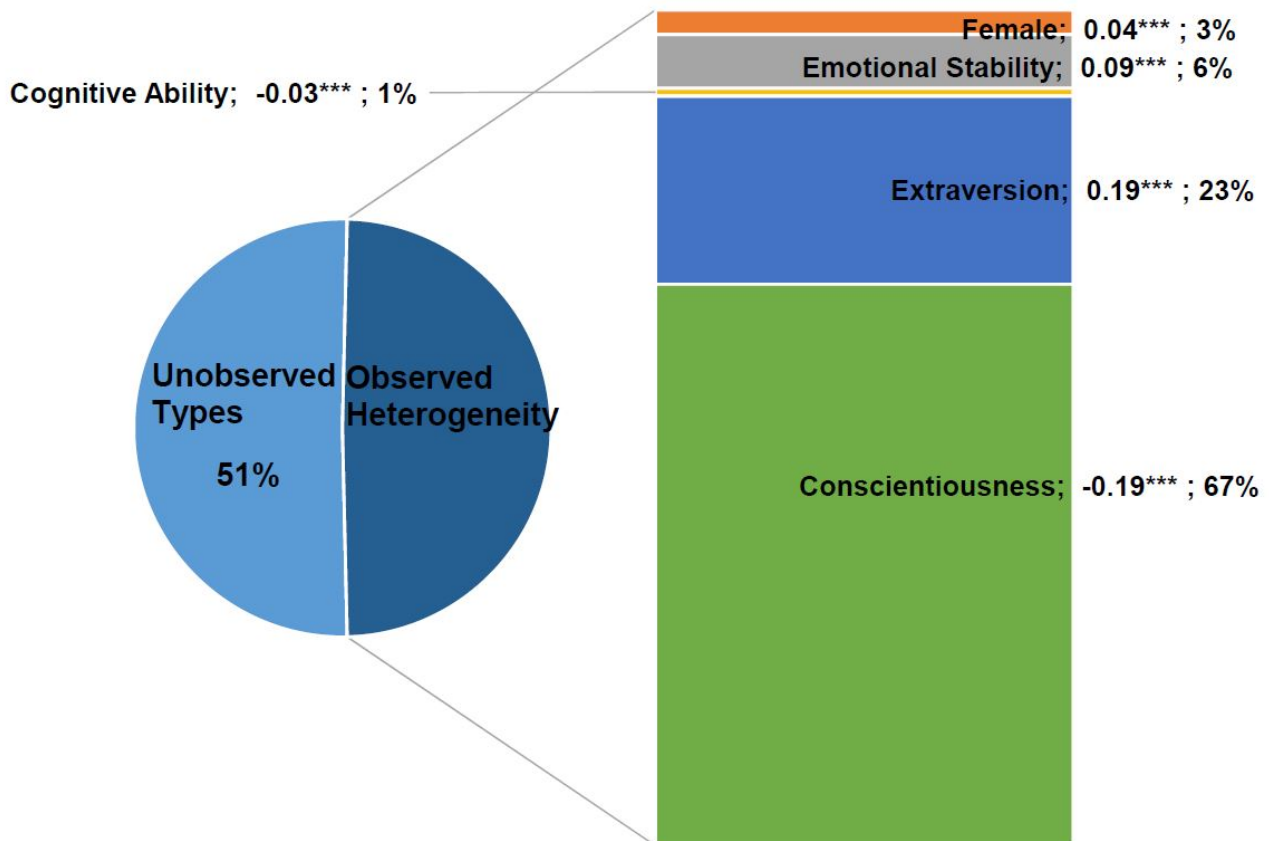 Female; 0.04*** ; 3%
Emotional Stability; 0.09*** ; 6%
Cognitive Ability; -0.03*** ; 1%
Extraversion; 0.19*** ; 23%
Unobserved Types
51%
Observed Heterogeneity
Conscientiousness; -0.19*** ; 67%